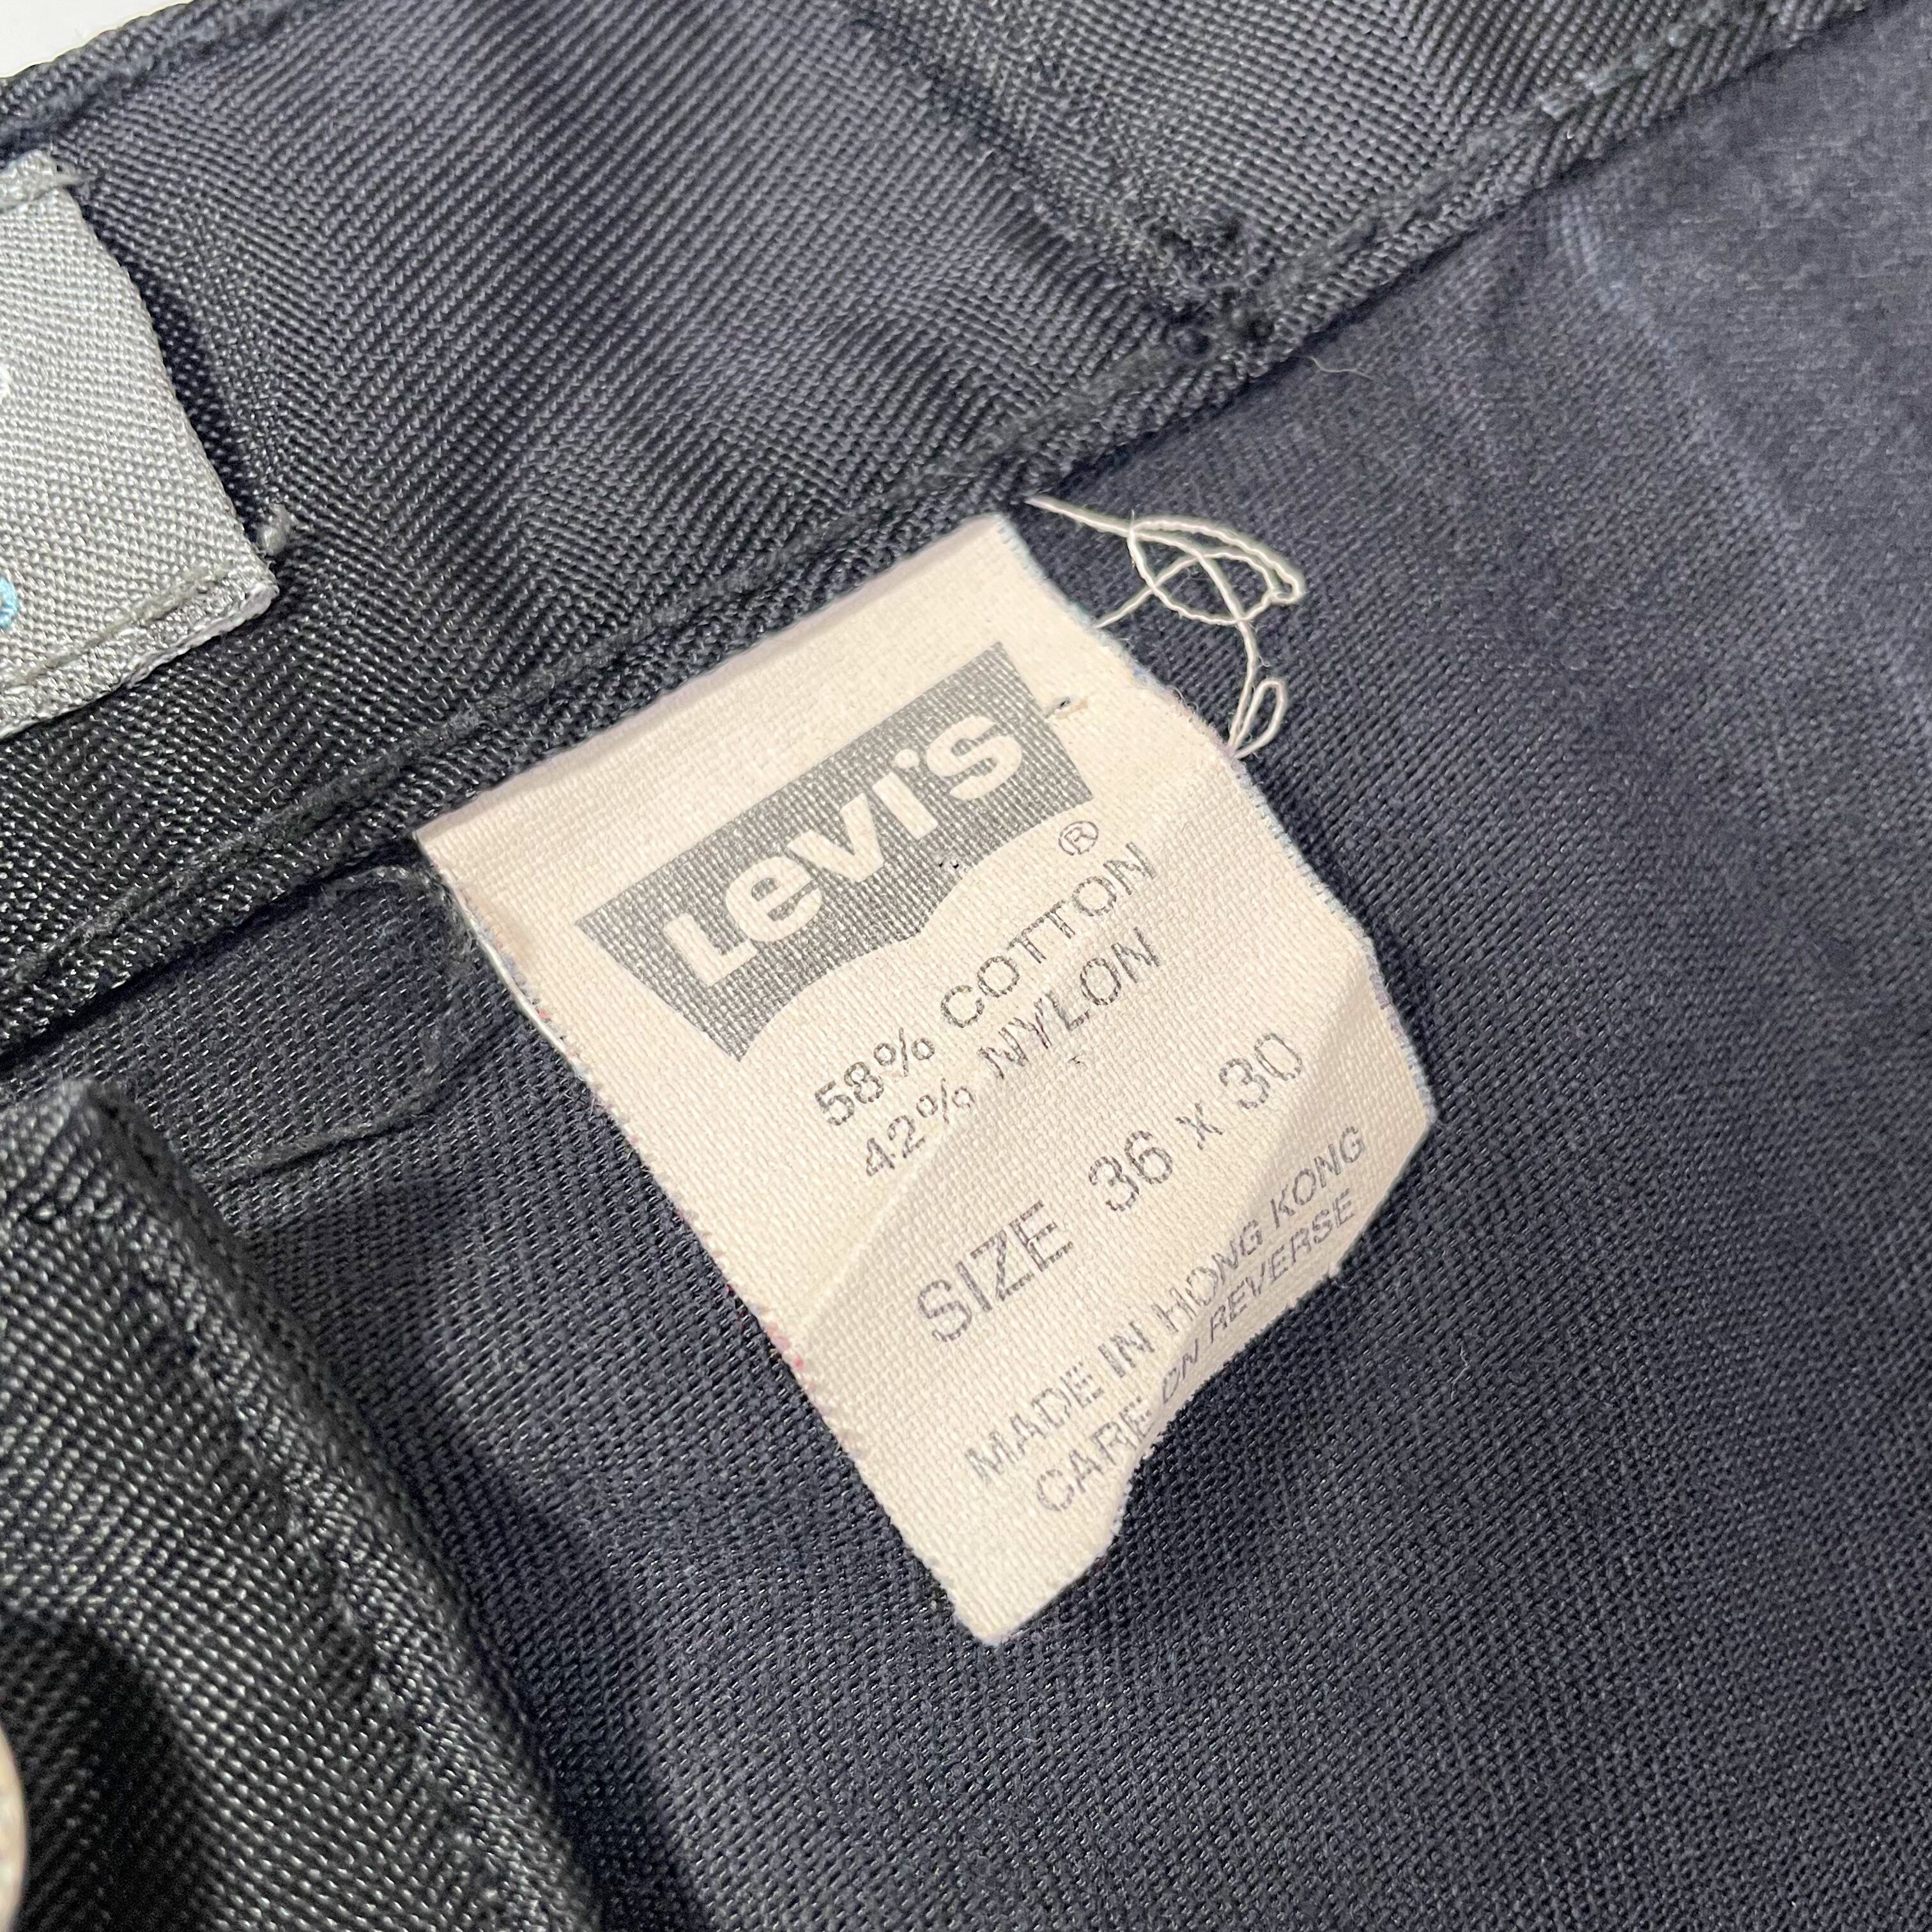 Levi's
®
58% COTTON
42% NYLON
SIZE 36 x 30
MADE IN HONG KONG
CARE ON REVERSE